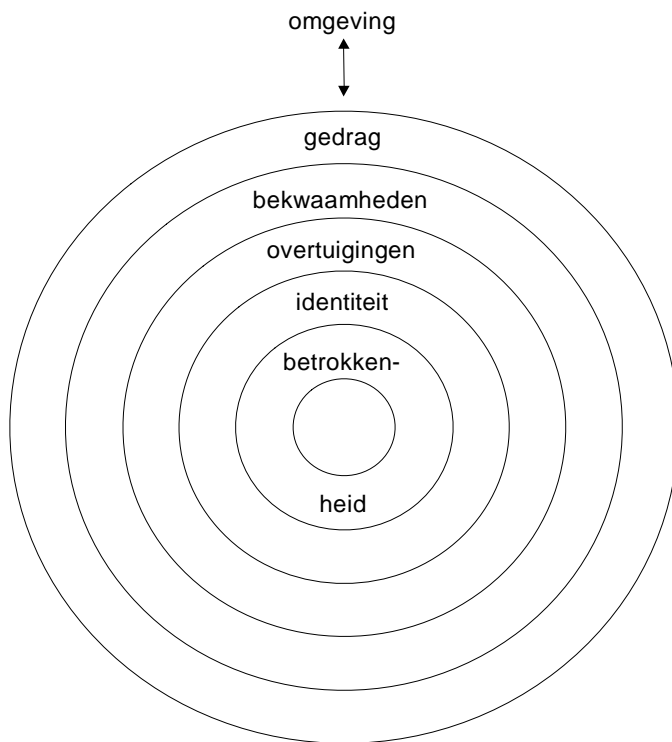 omgeving
gedrag
bekwaamheden
overtuigingen
identiteit
betrokken-
heid